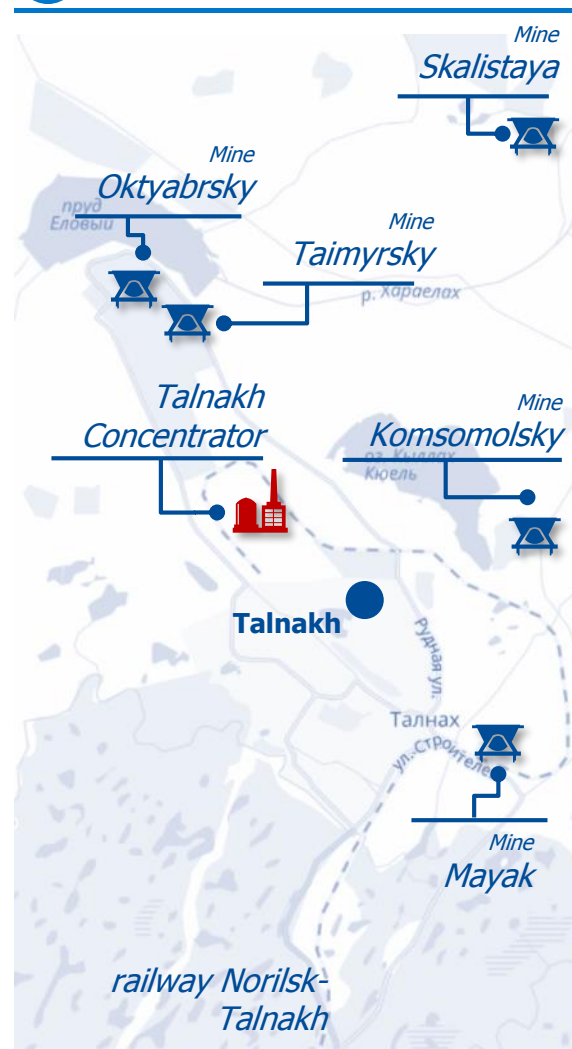 Mine
Skalistaya
Mine
Oktyabrsky
пруд
Еловый
Mine
Taimyrsky
р. Хараелах
Talnakh
Concentrator
Mine
Komsomolsky
оз. Кыллах
Кюель
Talnakh
Рудная ул.
Талнах
ул. Строителей
Mine
Mayak
railway Norilsk-
Talnakh